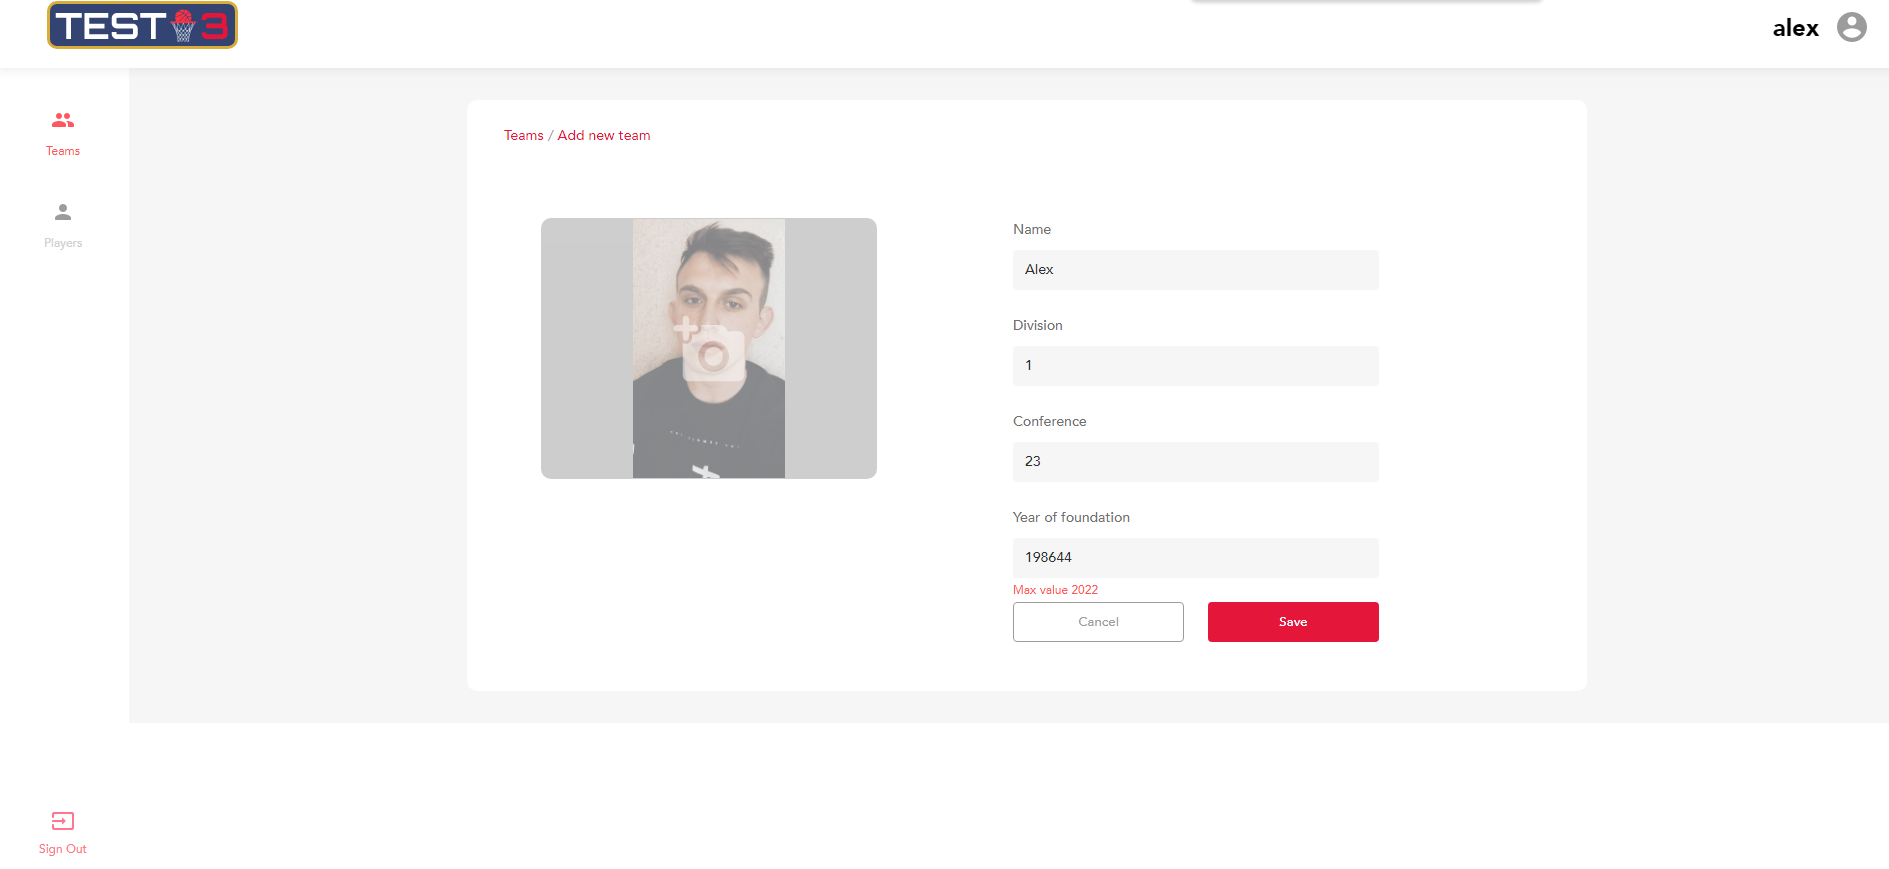 TEST 3
alex
Teams
Players
Teams / Add new team
Name
Alex
Division
1
Conference
23
Year of foundation
198644
Max value 2022
Cancel
Save
Sign Out